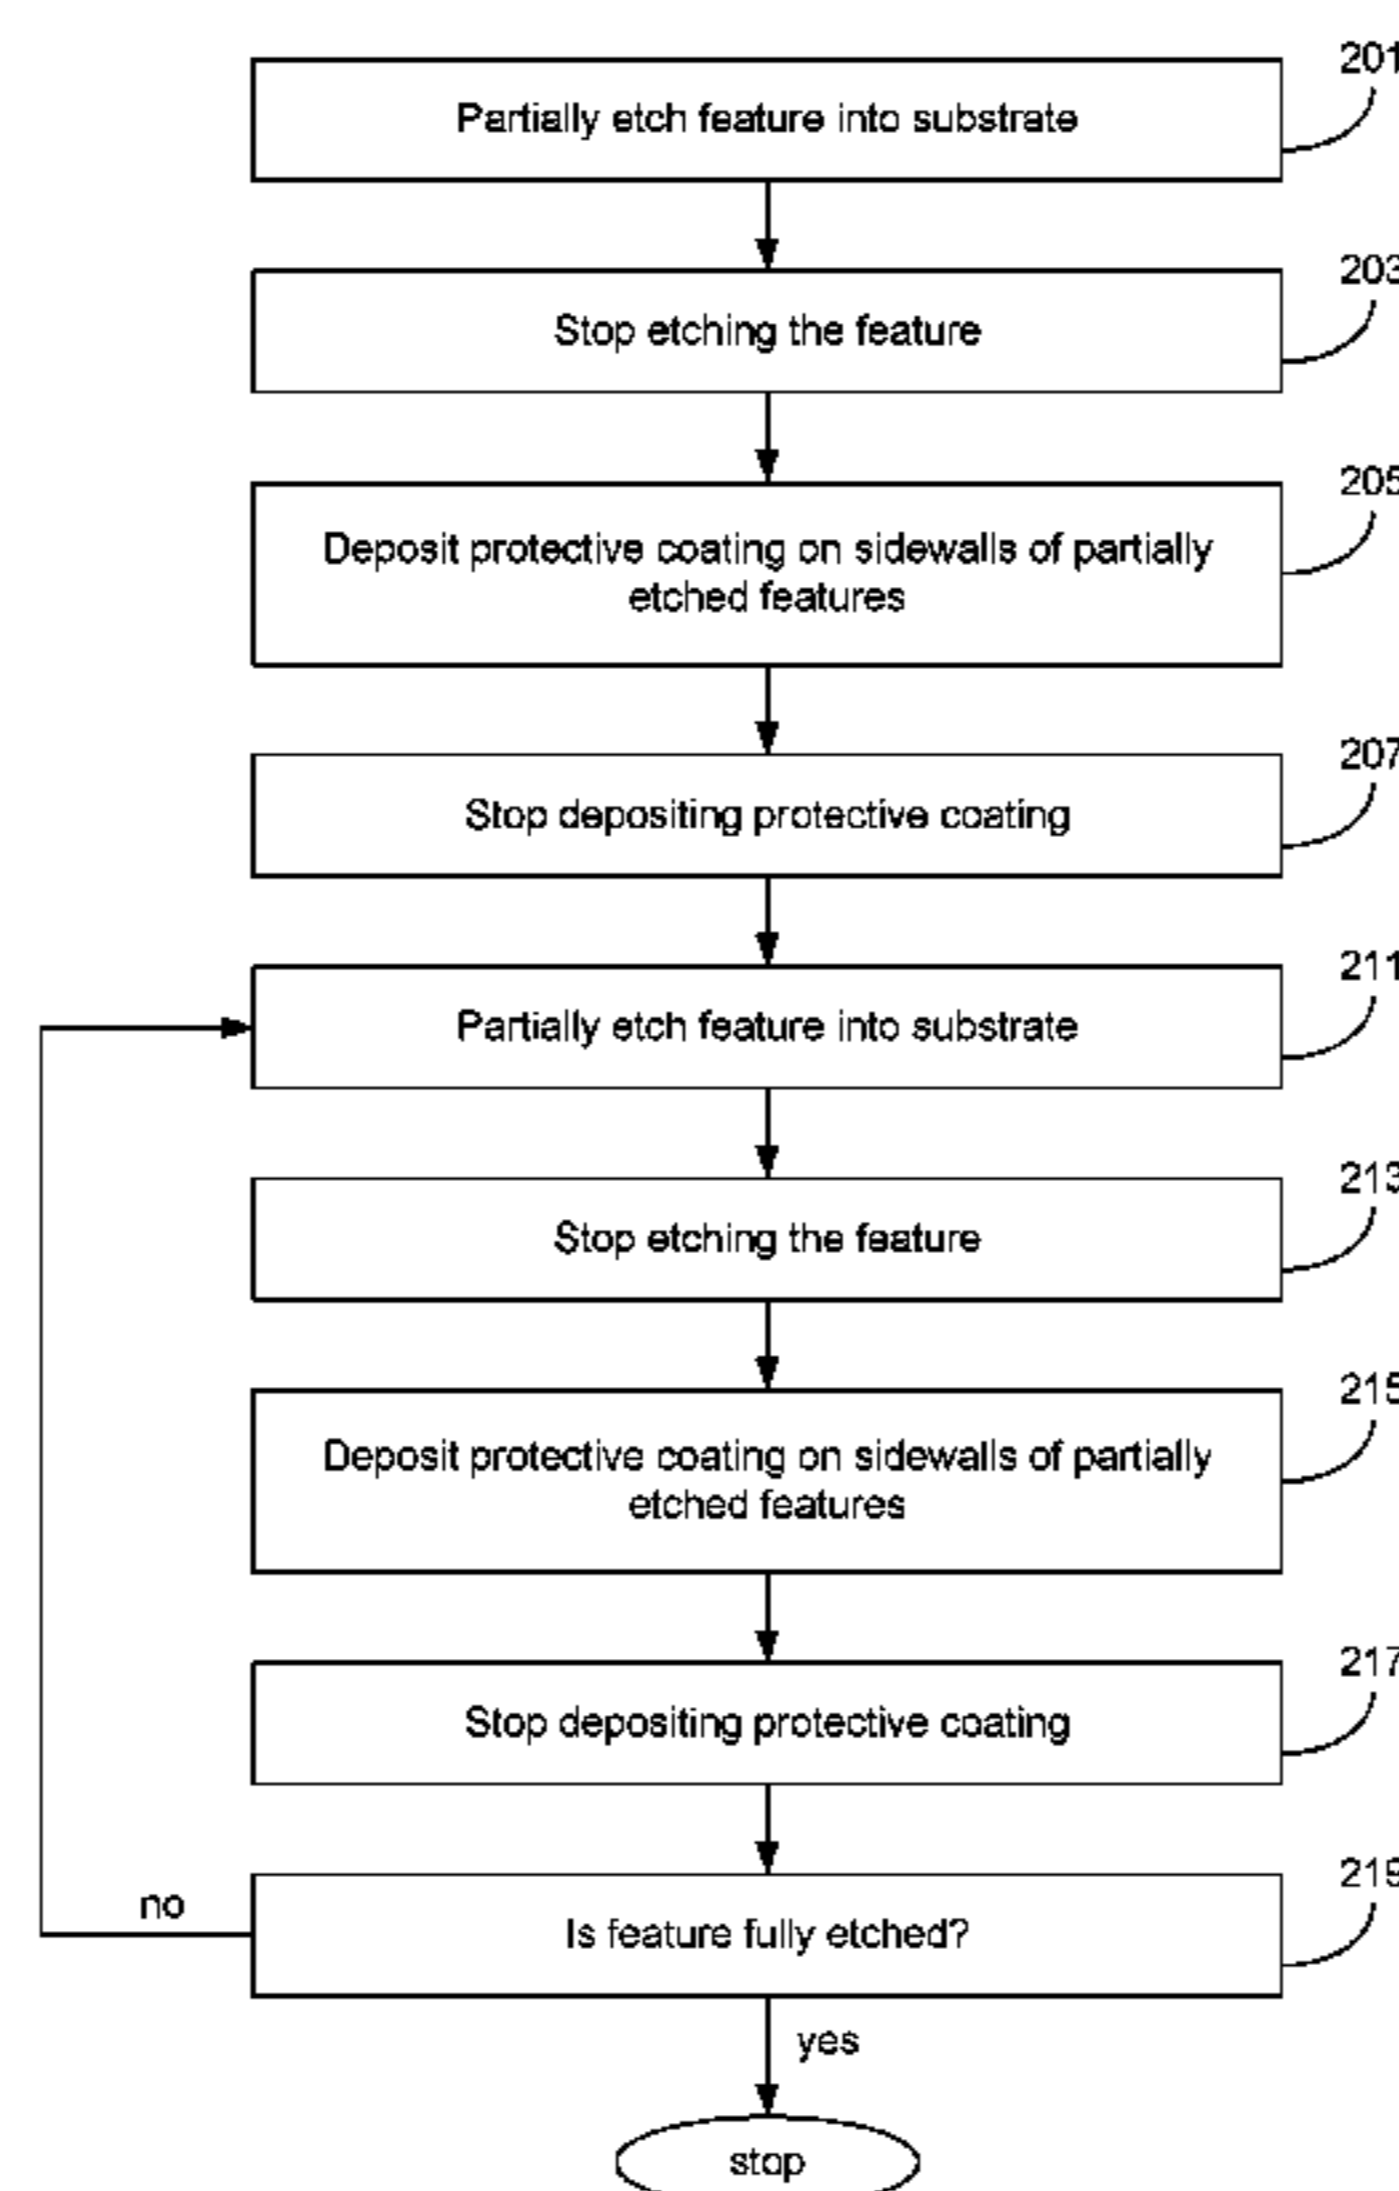 201
Partially etch feature into substrate
203
Stop etching the feature
205
Deposit protective coating on sidewalls of partially
etched features
207
Stop depositing protective coating
211
Partially etch feature into substrate
213
Stop etching the feature
215
Deposit protective coating on sidewalls of partially
etched features
217
Stop depositing protective coating
219
no
Is feature fully etched?
yes
stop